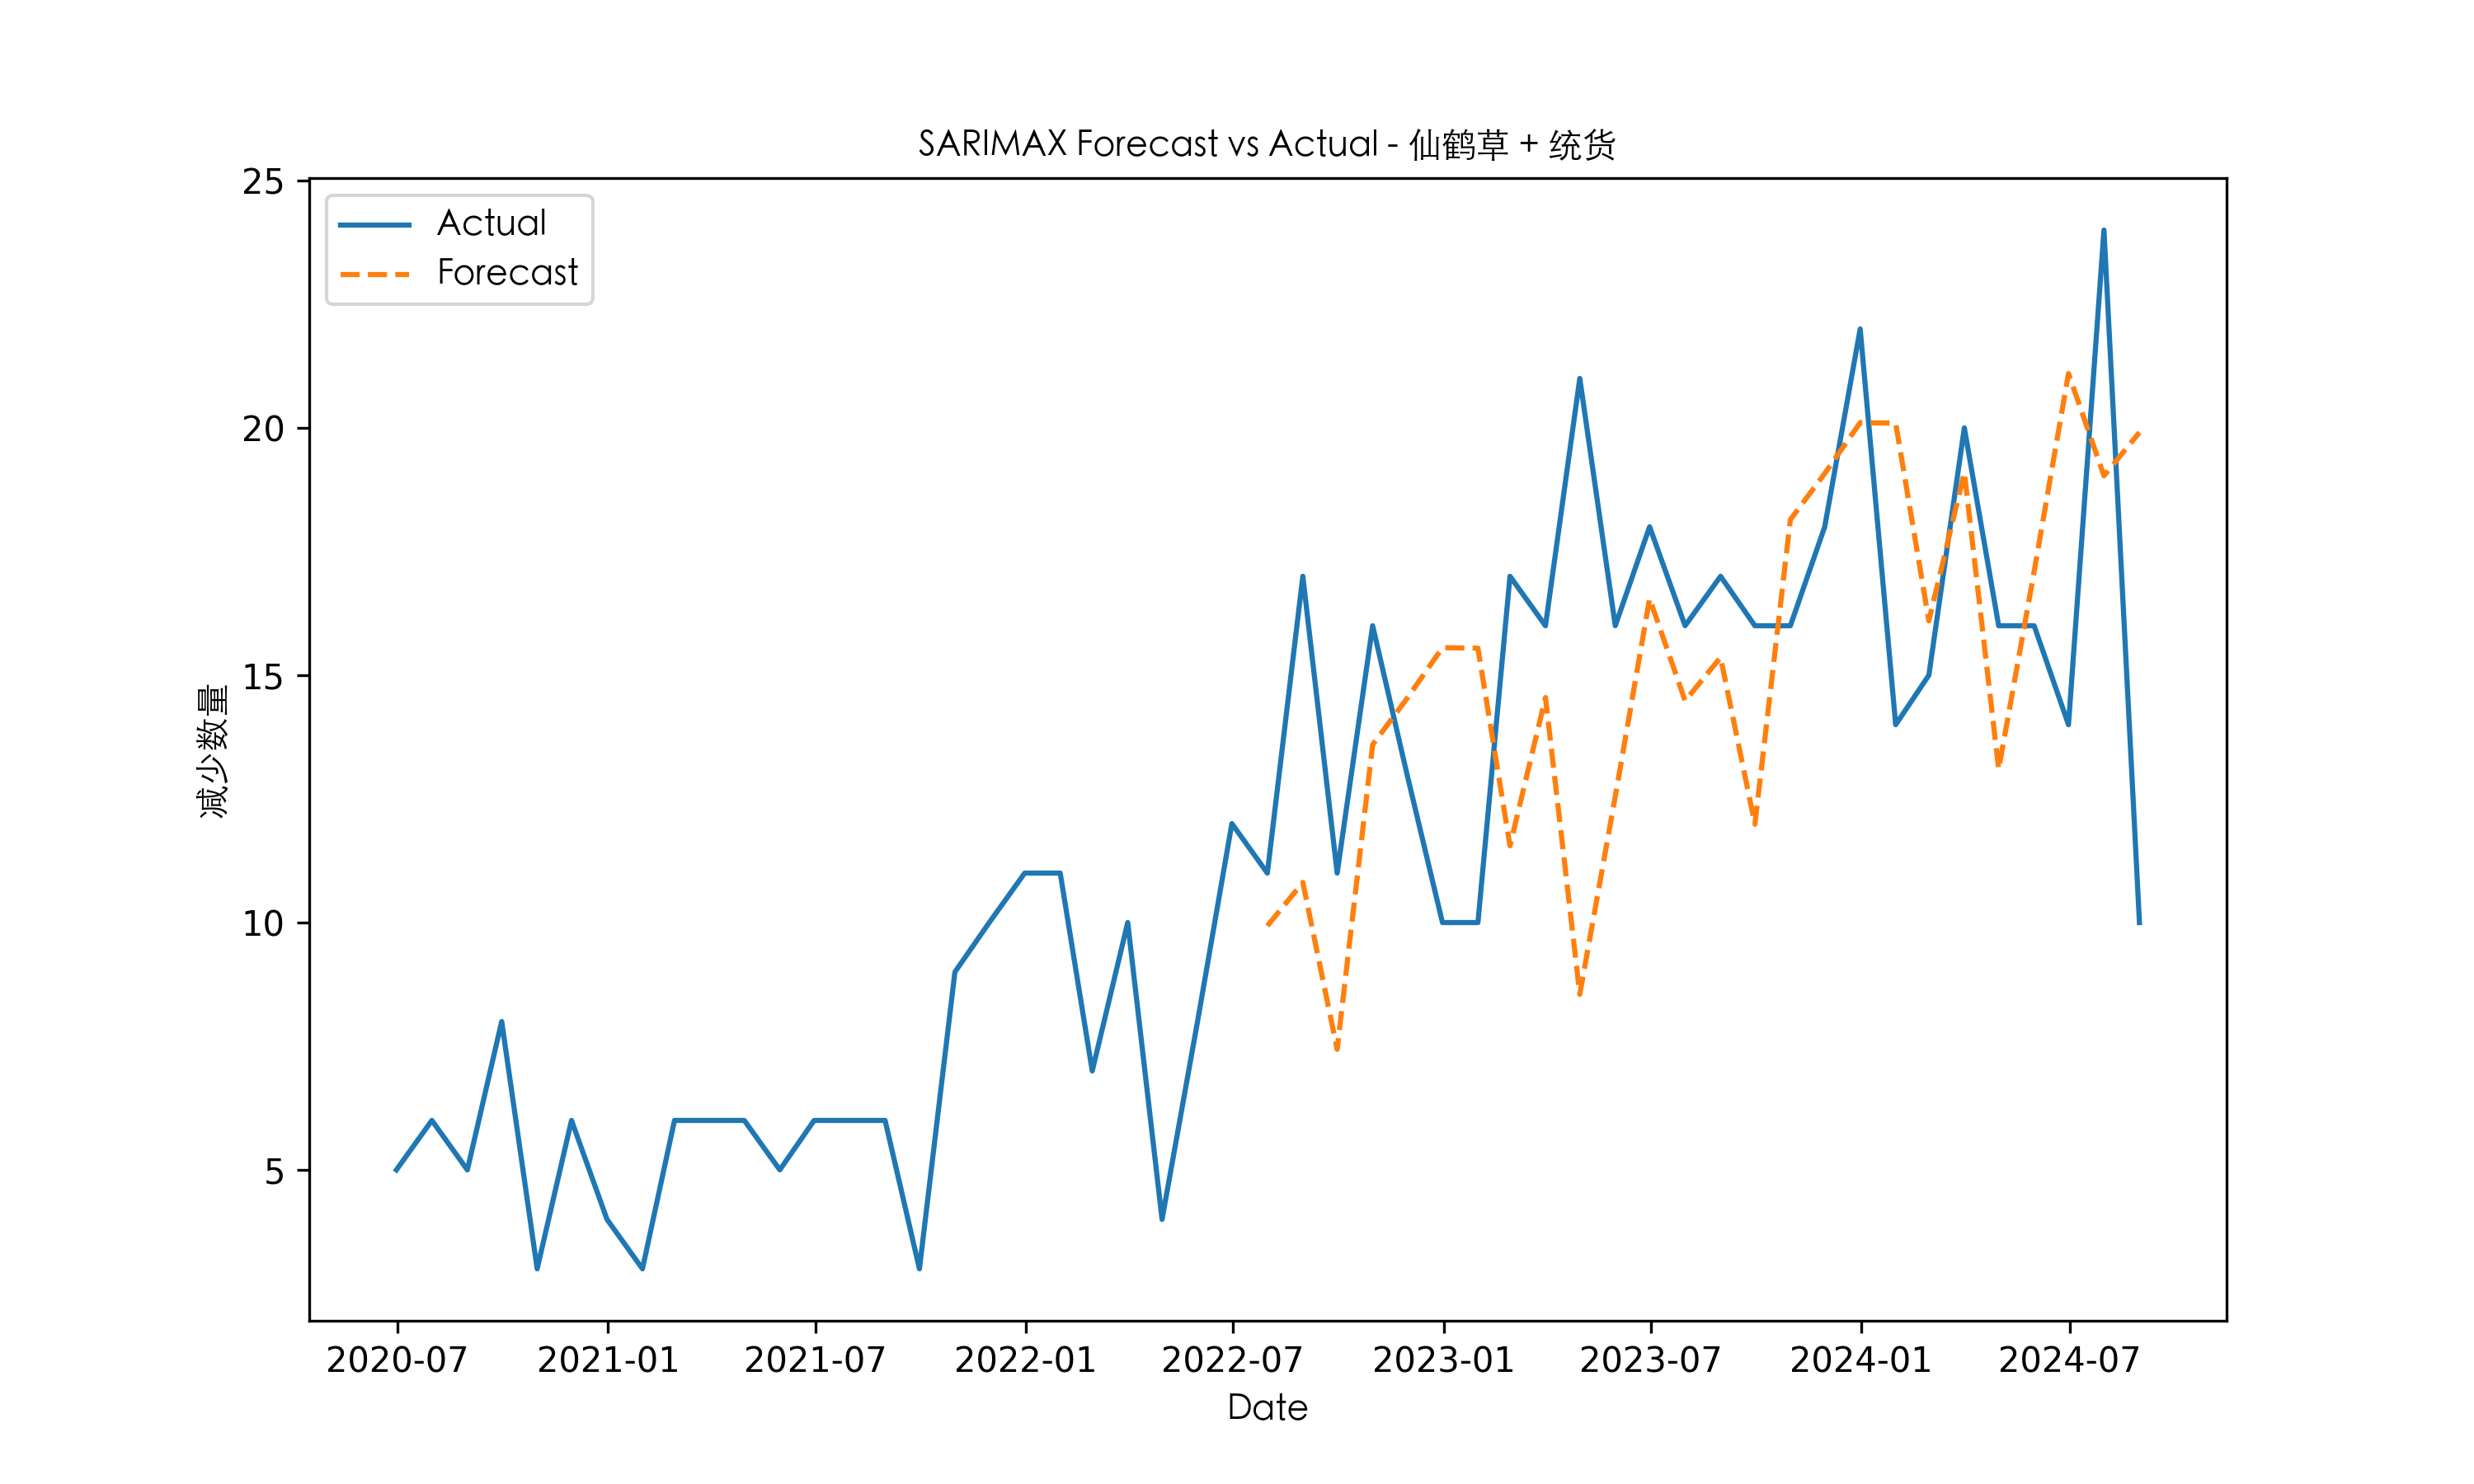 SARIMAX Forecast vs Actual - 仙鹤草 + 统货
Actual
Forecast
减少数量
25
20
15
10
5
2020-07 2021-01 2021-07 2022-01 2022-07 2023-01 2023-07 2024-01 2024-07
Date